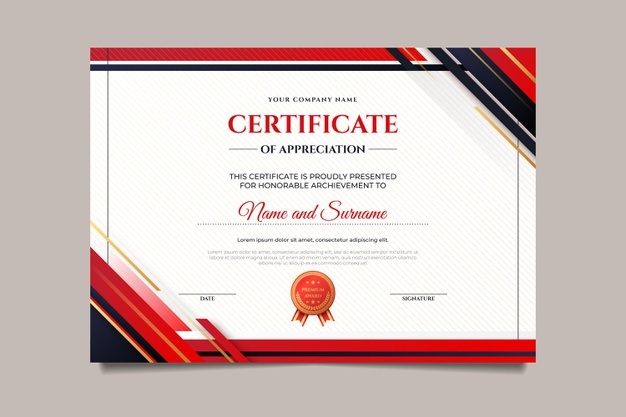 YOUR COMPANY NAME
CERTIFICATE
OF APPRECIATION
THIS CERTIFICATE IS PROUDLY PRESENTED
FOR HONORABLE ARCHIEVEMENT TO
Name and Surname
Lorem ipsum dolor sit amet, consectetur adipiscing elit.
PREMIUM
AWARD
DATE
SIGNATURE